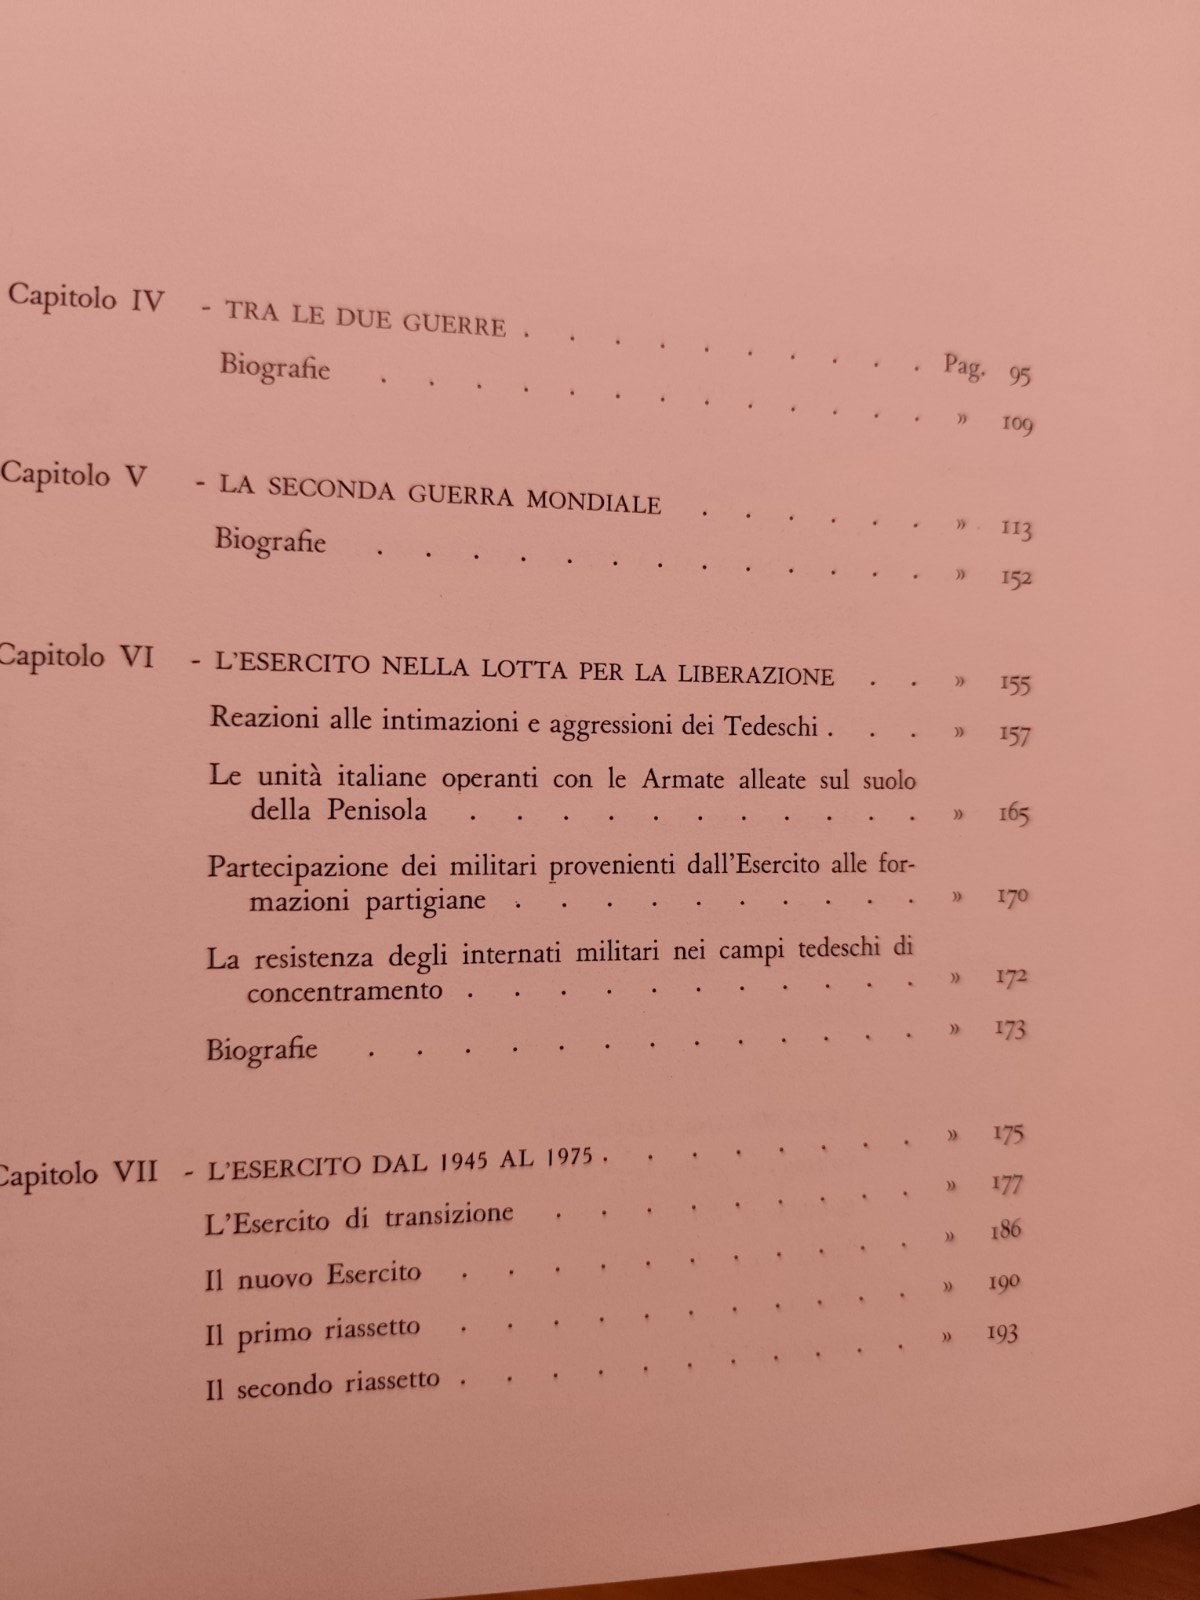 Capitolo IV - TRA LE DUE GUERRE . . . . . . . . . . Pag. 95
Biografie . . . . . . . . . . . . . » 109
Capitolo V - LA SECONDA GUERRA MONDIALE . . . . . . » 113
Biografie . . . . . . . . . . . . . » 152
Capitolo VI - L'ESERCITO NELLA LOTTA PER LA LIBERAZIONE . . » 155
Reazioni alle intimazioni e aggressioni dei Tedeschi . . . » 157
Le unità italiane operanti con le Armate alleate sul suolo
della Penisola . . . . . . . . . . . » 165
Partecipazione dei militari provenienti dall'Esercito alle for-
mazioni partigiane . . . . . . . . . . » 170
La resistenza degli internati militari nei campi tedeschi di
concentramento . . . . . . . . . . . » 172
Biografie . . . . . . . . . . . . . » 173
Capitolo VII - L'ESERCITO DAL 1945 AL 1975 . . . . . . . . » 175
L'Esercito di transizione . . . . . . . . . » 177
Il nuovo Esercito . . . . . . . . . . . » 186
Il primo riassetto . . . . . . . . . . . » 190
Il secondo riassetto . . . . . . . . . . . » 193